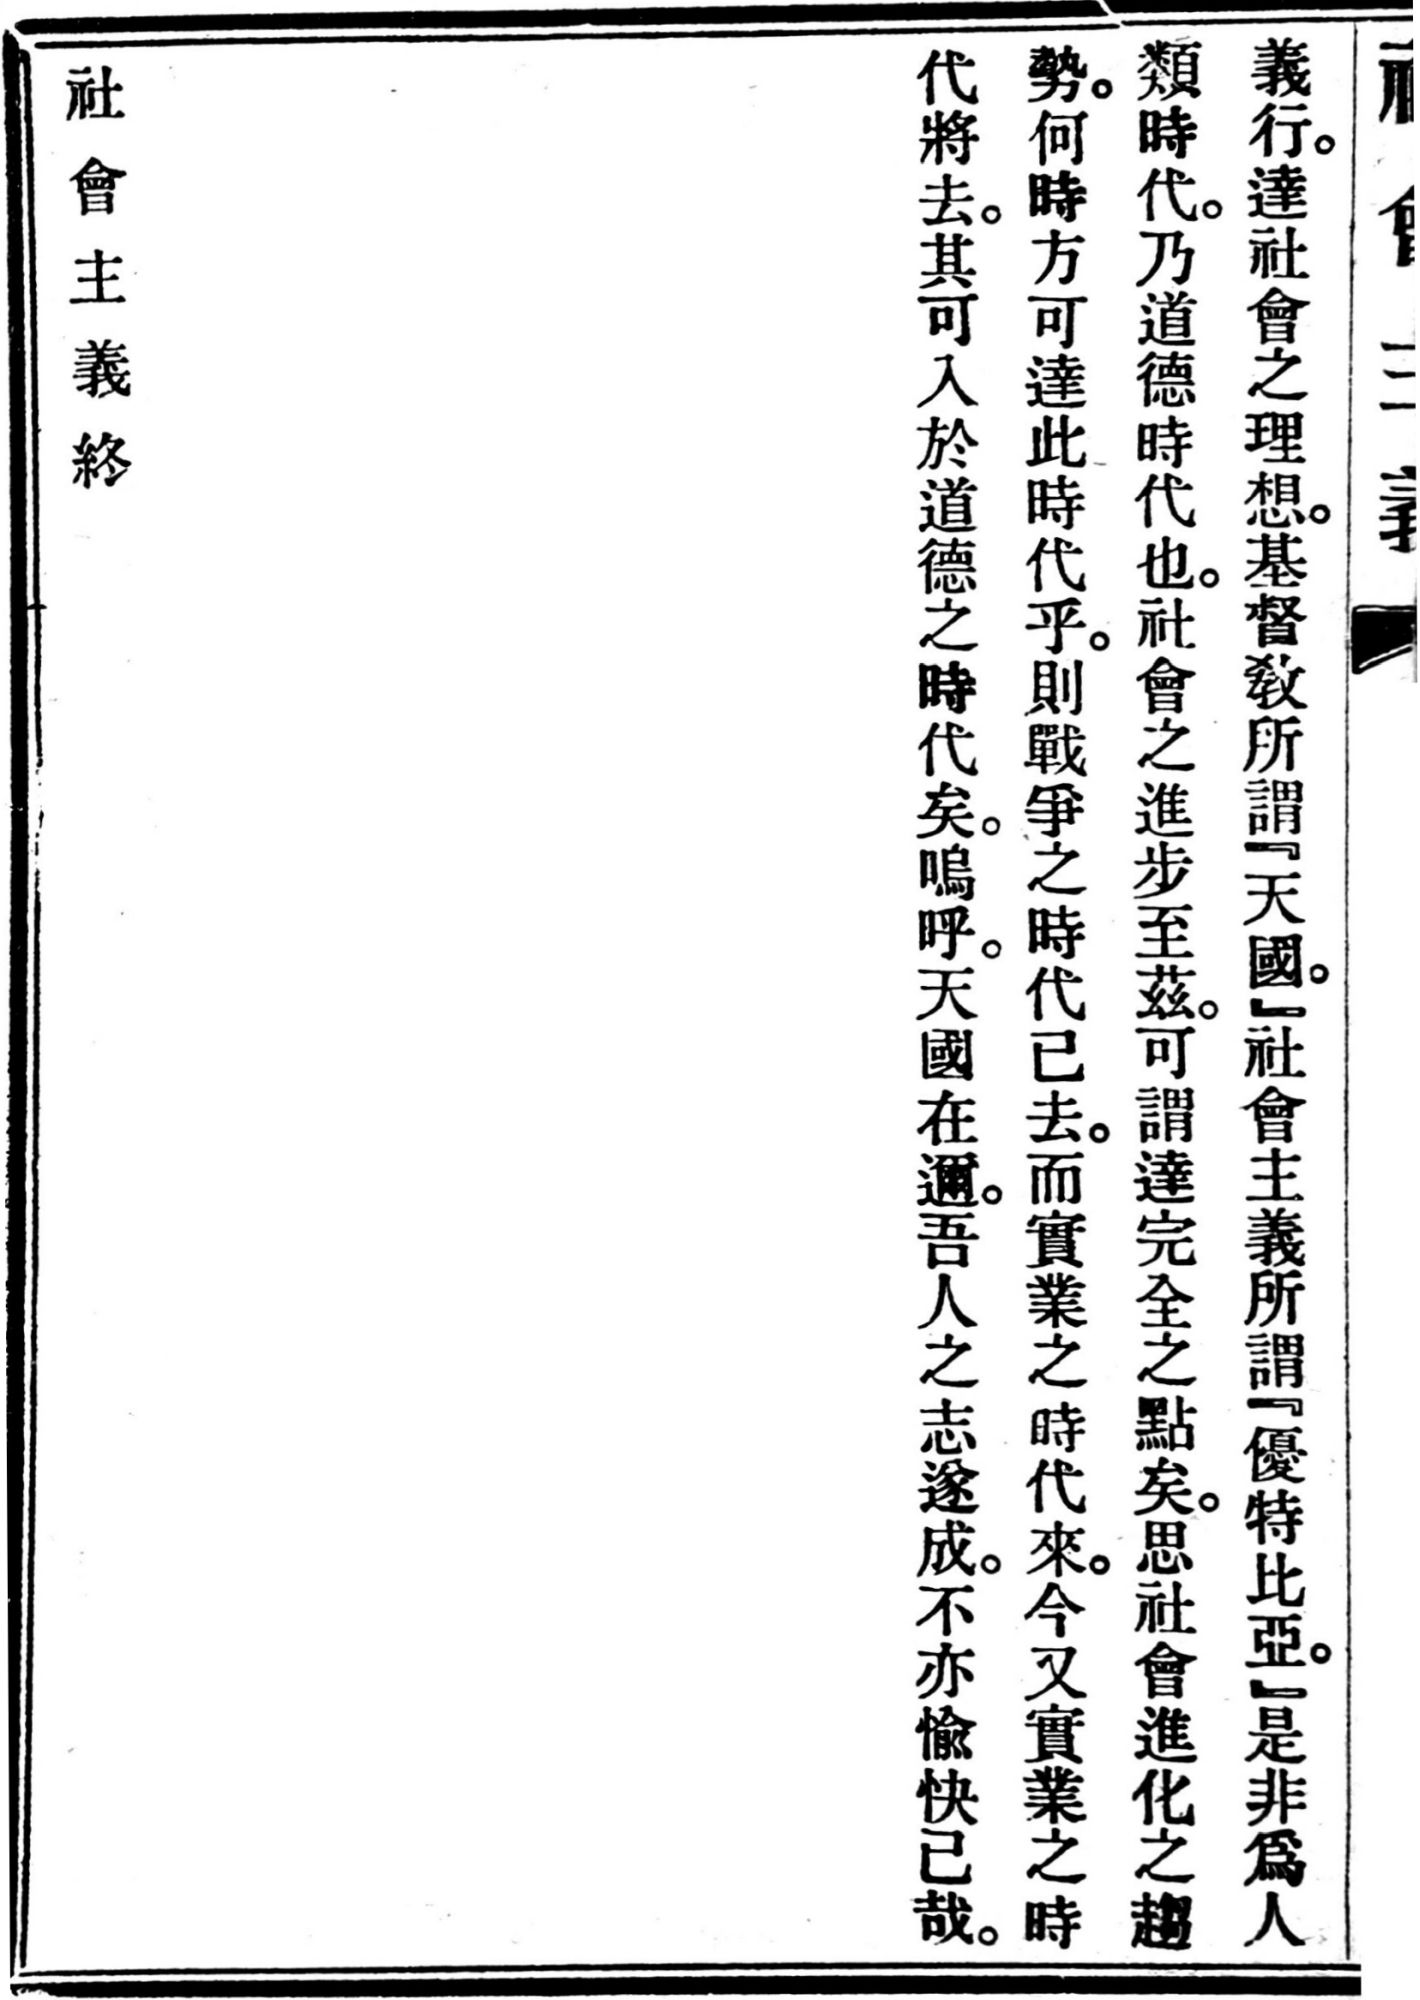 社會主義
義行。達社會之理想。基督敎所謂『天國。』社會主義所謂『優特比亞。』是非爲人
類時代。乃道德時代也。社會之進步至茲。可謂達完全之點矣。思社會進化之趨
勢。何時方可達此時代乎。則戰爭之時代已去。而實業之時代來。今又實業之時
代將去。其可入於道德之時代矣。嗚呼。天國在邇。吾人之志遂成。不亦愉快已哉。
社會主義終